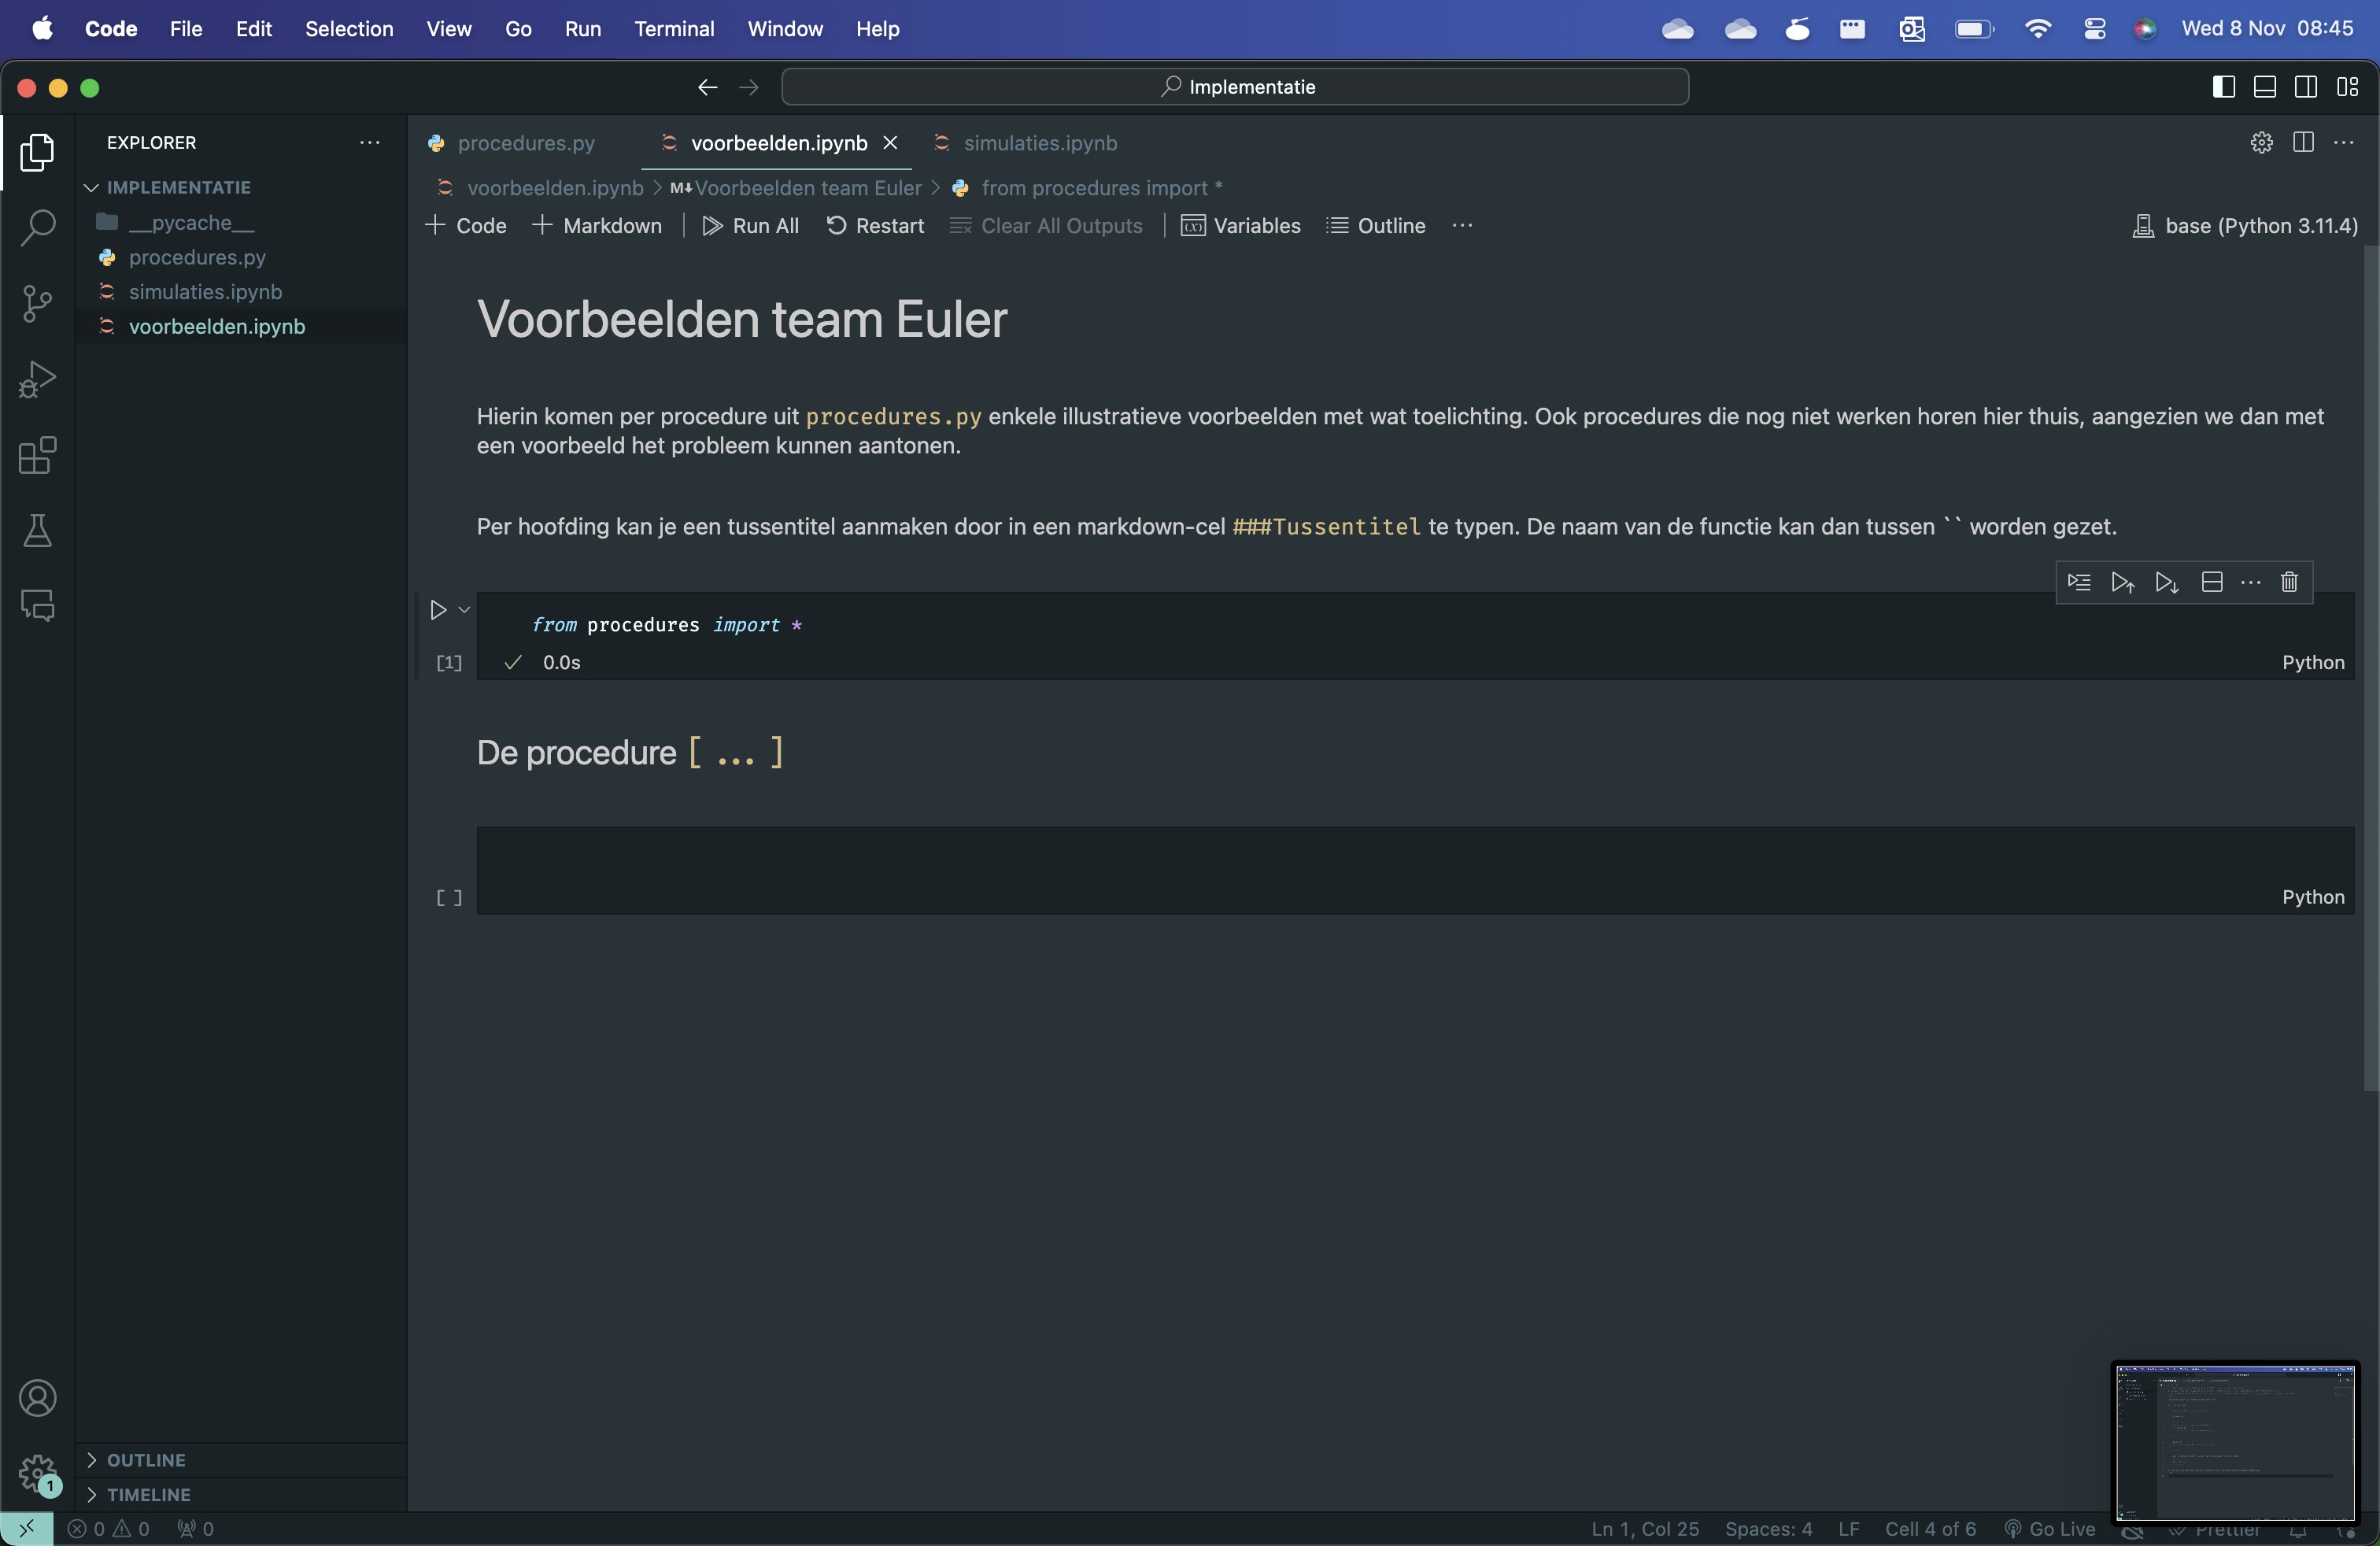 Code File Edit Selection View Go Run Terminal Window Help Wed 8 Nov 08:45
Implementatie
EXPLORER
IMPLEMENTATIE
__pycache__
procedures.py
simulaties.ipynb
voorbeelden.ipynb
OUTLINE
TIMELINE
1
procedures.py voorbeelden.ipynb simulaties.ipynb
voorbeelden.ipynb > M↓Voorbeelden team Euler > from procedures import *
+ Code + Markdown Run All Restart Clear All Outputs (x) Variables Outline ... base (Python 3.11.4)
Voorbeelden team Euler
Hierin komen per procedure uit procedures.py enkele illustratieve voorbeelden met wat toelichting. Ook procedures die nog niet werken horen hier thuis, aangezien we dan met
een voorbeeld het probleem kunnen aantonen.
Per hoofding kan je een tussentitel aanmaken door in een markdown-cel ###Tussentitel te typen. De naam van de functie kan dan tussen `` worden gezet.
from procedures import *
[1] ✓ 0.0s Python
De procedure [ ... ]
[ ] Python
0 0 0 Ln 1, Col 25 Spaces: 4 LF Cell 4 of 6 Go Live Prettier